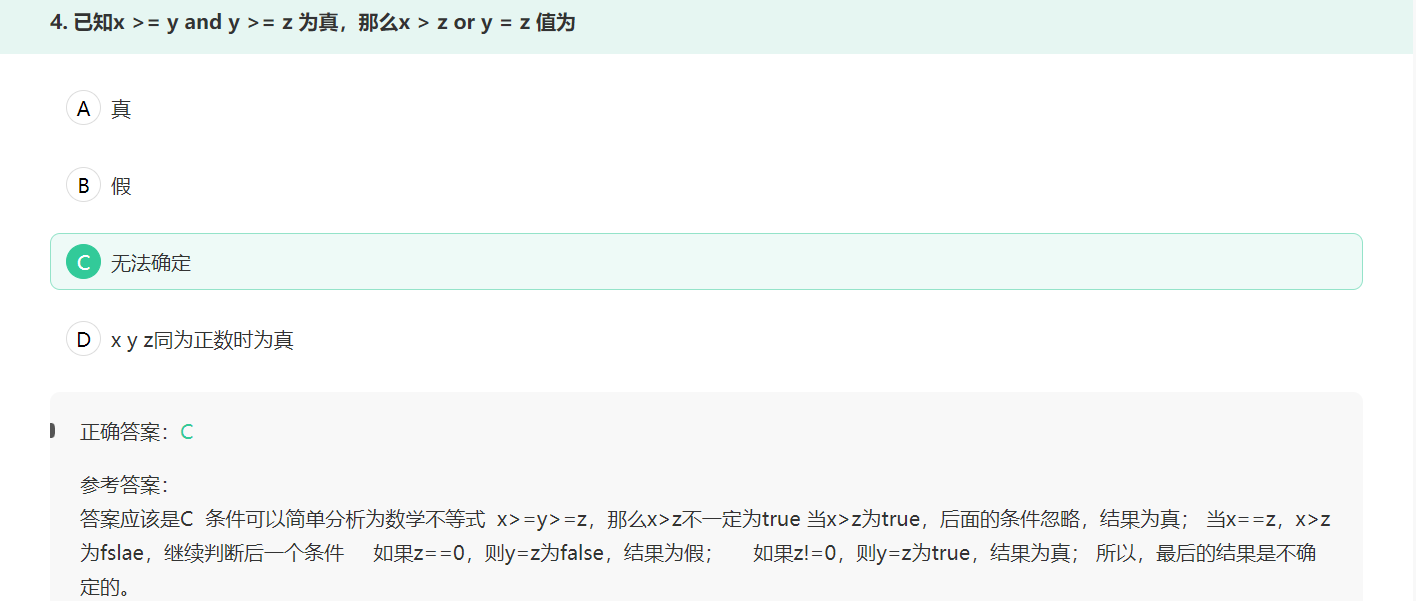 4. 已知x >= y and y >= z 为真，那么x > z or y = z 值为
A 真
B 假
C 无法确定
D x y z同为正数时为真
正确答案：C
参考答案：
答案应该是C 条件可以简单分析为数学不等式 x>=y>=z，那么x>z不一定为true 当x>z为true，后面的条件忽略，结果为真； 当x==z，x>z
为fslae，继续判断后一个条件 如果z==0，则y=z为false，结果为假； 如果z!=0，则y=z为true，结果为真； 所以，最后的结果是不确
定的。